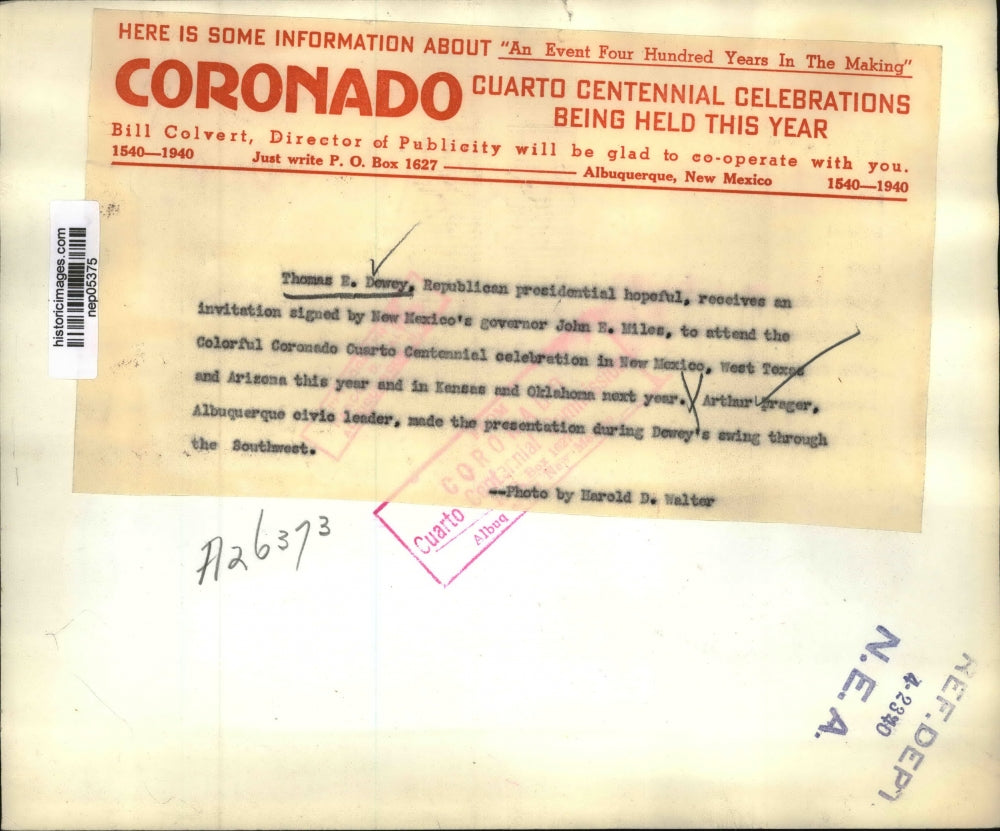 HERE IS SOME INFORMATION ABOUT "An Event Four Hundred Years In The Making"
CORONADO CUARTO CENTENNIAL CELEBRATIONS
BEING HELD THIS YEAR
Bill Colvert, Director of Publicity will be glad to co-operate with you.
1540—1940 Just write P. O. Box 1627 Albuquerque, New Mexico 1540—1940
historicimages.com
nep05375
Thomas E. Dewey, Republican presidential hopeful, receives an
invitation signed by New Mexico's governor John E. Miles, to attend the
Colorful Coronado Cuarto Centennial celebration in New Mexico, West Texas
and Arizona this year and in Kansas and Oklahoma next year. Arthur Prager,
Albuquerque civic leader, made the presentation during Dewey's swing through
the Southwest.
--Photo by Harold D. Walter
CORONADO
Cuarto Centennial
Albuq
A26373
N.E.A.
4-23-40
REF. DEPT